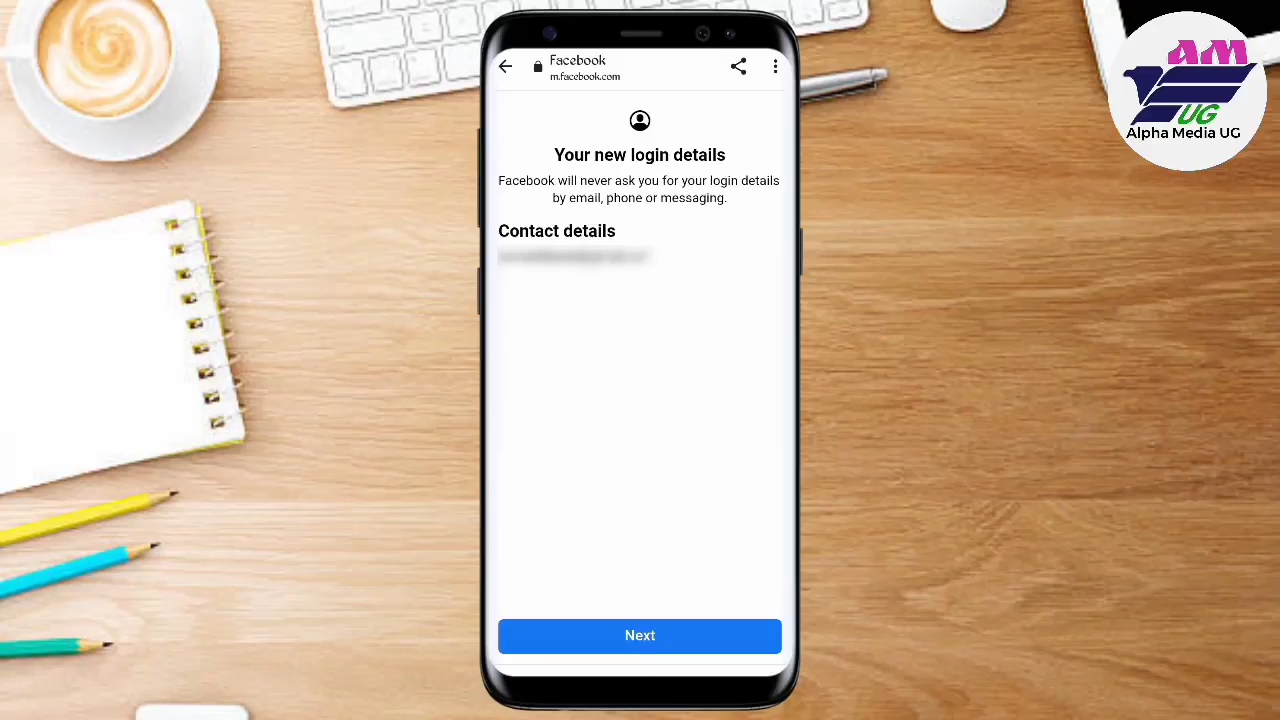 Facebook
m.facebook.com
Your new login details
Facebook will never ask you for your login details
by email, phone or messaging.
Contact details
Next
AM
UG
Alpha Media UG